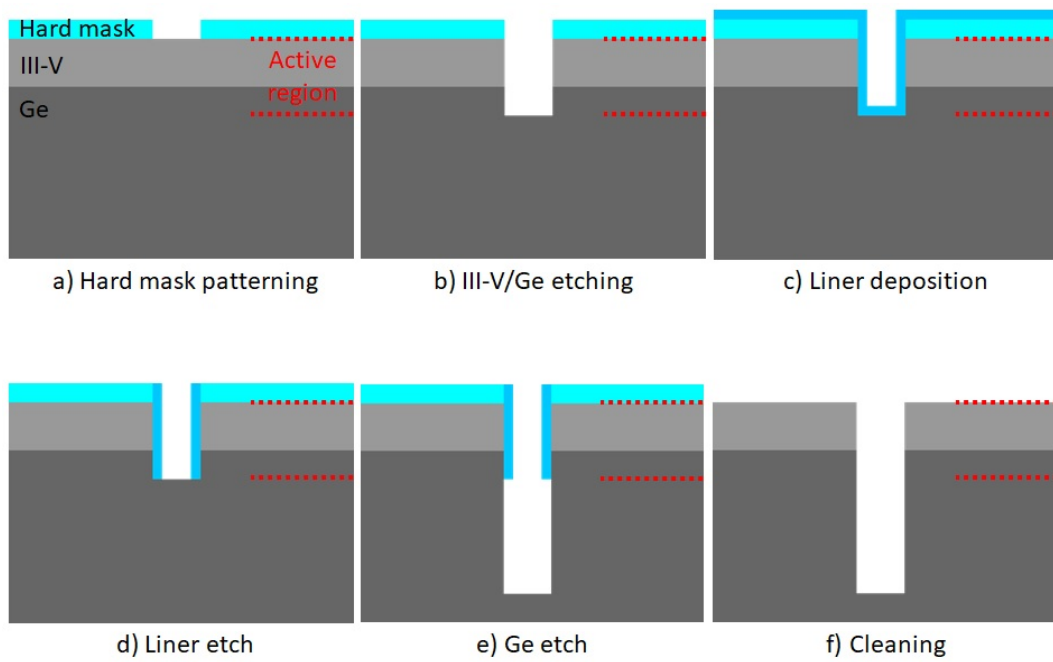 Hard mask
III-V
Active
region
Ge
a) Hard mask patterning
b) III-V/Ge etching
c) Liner deposition
d) Liner etch
e) Ge etch
f) Cleaning